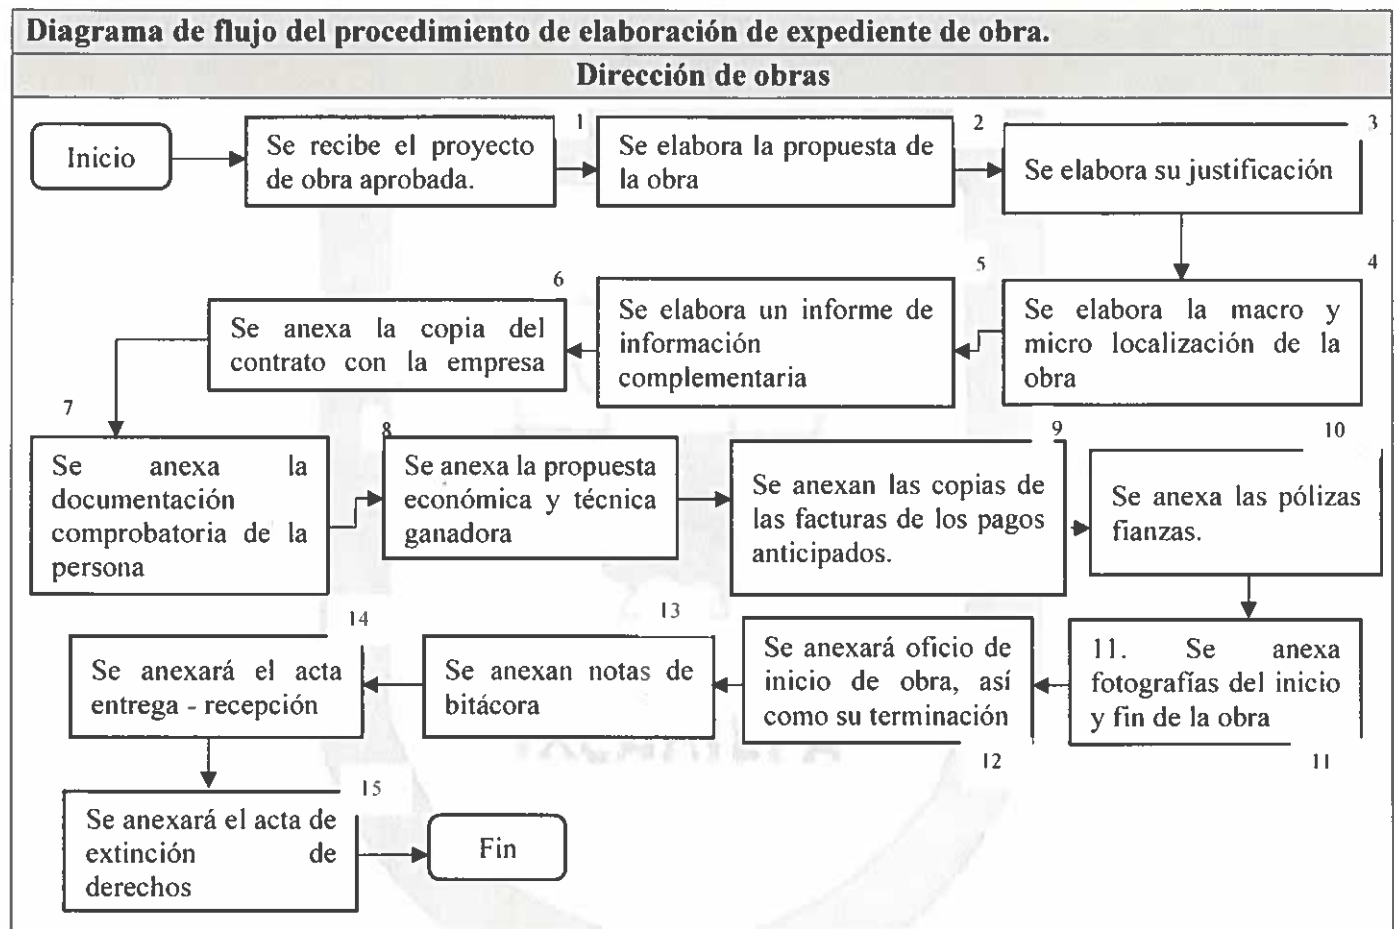 Diagrama de flujo del procedimiento de elaboración de expediente de obra.
Dirección de obras
Inicio
1
Se recibe el proyecto
de obra aprobada.
2
Se elabora la propuesta de
la obra
3
Se elabora su justificación
4
Se elabora la macro y
micro localización de la
obra
5
Se elabora un informe de
información
complementaria
6
Se anexa la copia del
contrato con la empresa
7
Se anexa la
documentación
comprobatoria de la
persona
8
Se anexa la propuesta
económica y técnica
ganadora
9
Se anexan las copias de
las facturas de los pagos
anticipados.
10
Se anexa las pólizas
fianzas.
11. Se anexa
fotografías del inicio
y fin de la obra
11
Se anexará oficio de
inicio de obra, así
como su terminación
12
13
Se anexan notas de
bitácora
14
Se anexará el acta
entrega - recepción
15
Se anexará el acta de
extinción de
derechos
Fin